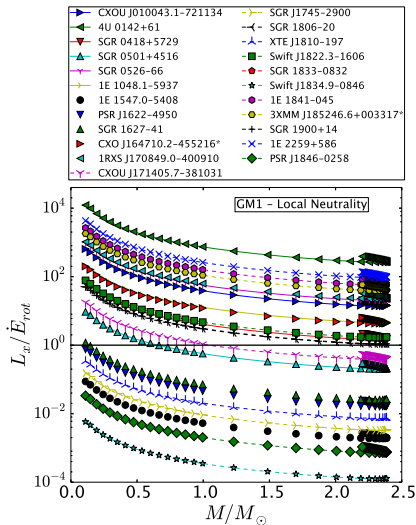 CXOU J010043.1-721134
4U 0142+61
SGR 0418+5729
SGR 0501+4516
SGR 0526-66
1E 1048.1-5937
1E 1547.0-5408
PSR J1622-4950
SGR 1627-41
CXO J164710.2-455216*
1RXS J170849.0-400910
CXOU J171405.7-381031
SGR J1745-2900
SGR 1806-20
XTE J1810-197
Swift J1822.3-1606
SGR 1833-0832
Swift J1834.9-0846
1E 1841-045
3XMM J185246.6+003317*
SGR 1900+14
1E 2259+586
PSR J1846-0258
GM1 - Local Neutrality
10^4
10^2
10^0
10^-2
10^-4
L_x/Ė_rot
0.0 0.5 1.0 1.5 2.0 2.5
M/M_⊙